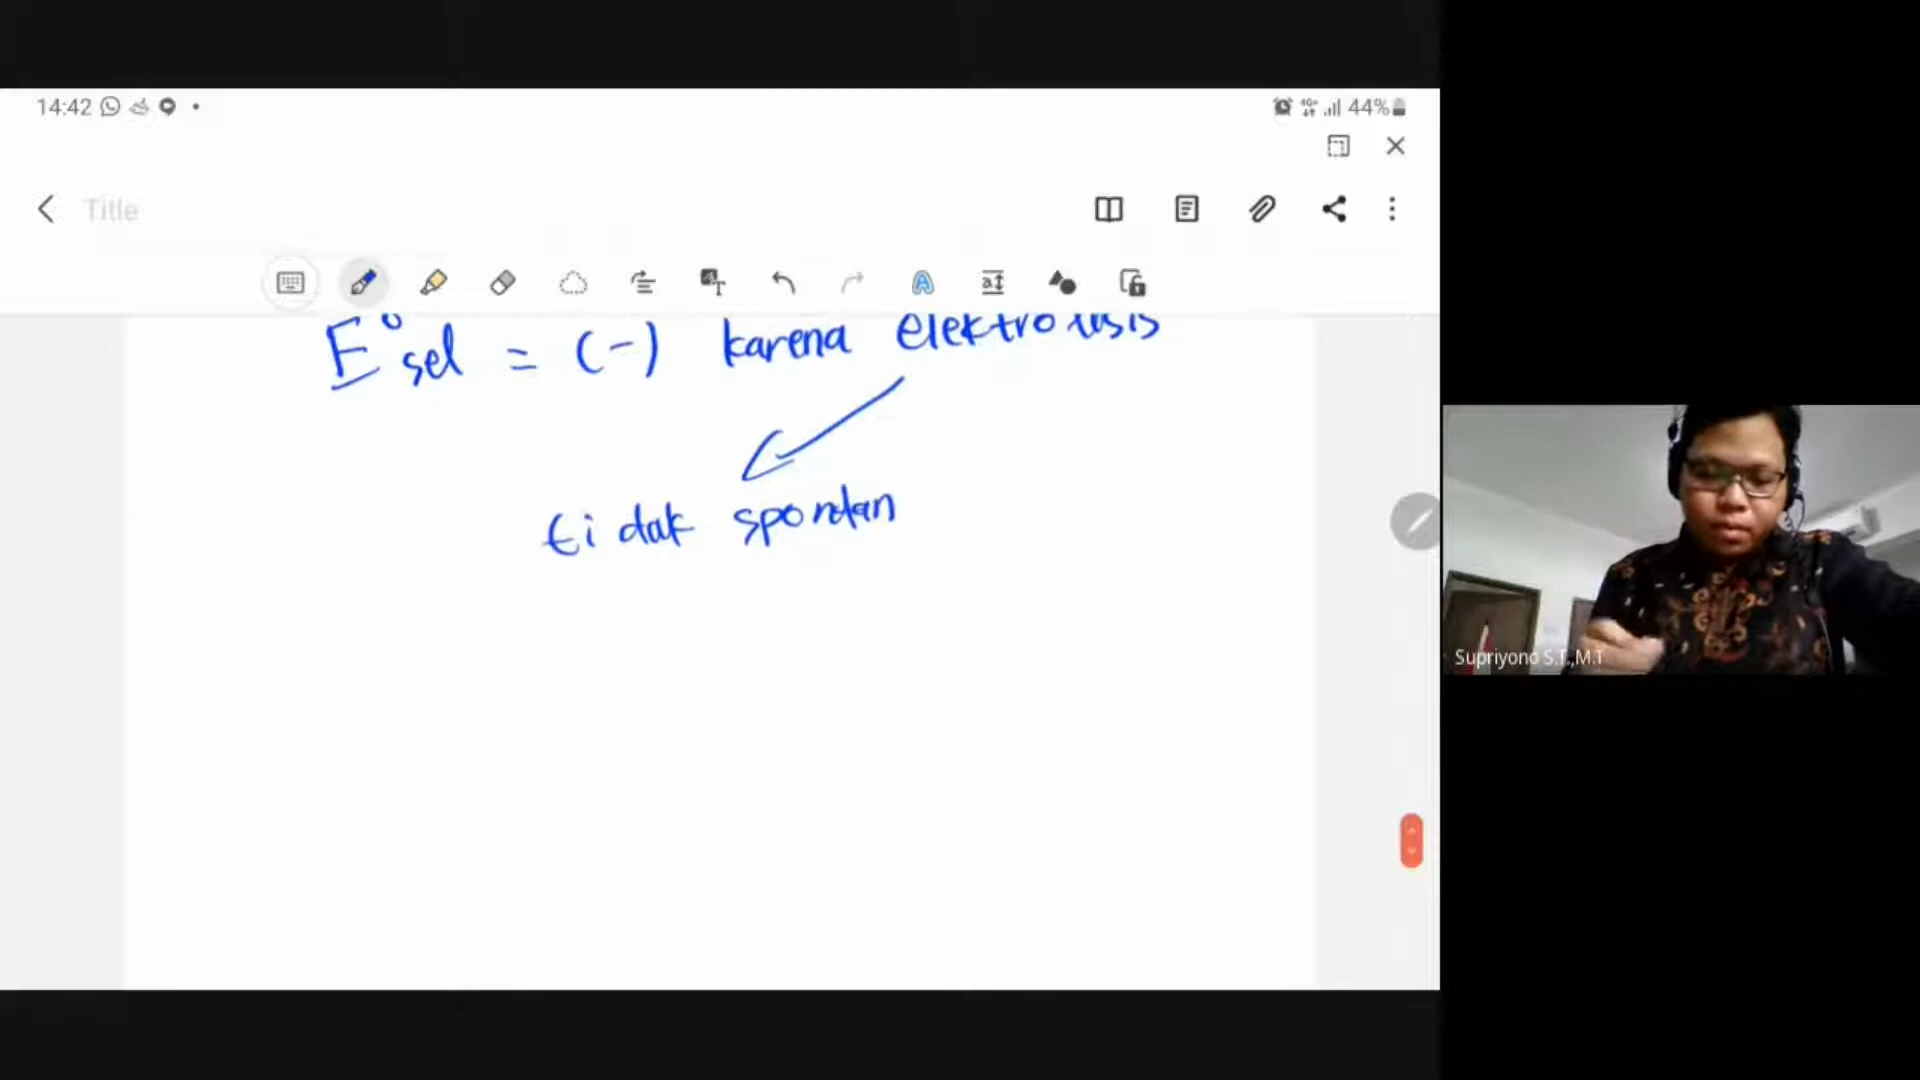 14:42
44%
Title
E°sel = (-) karena elektrolisis
tidak spontan
Supriyono S.T.,M.T